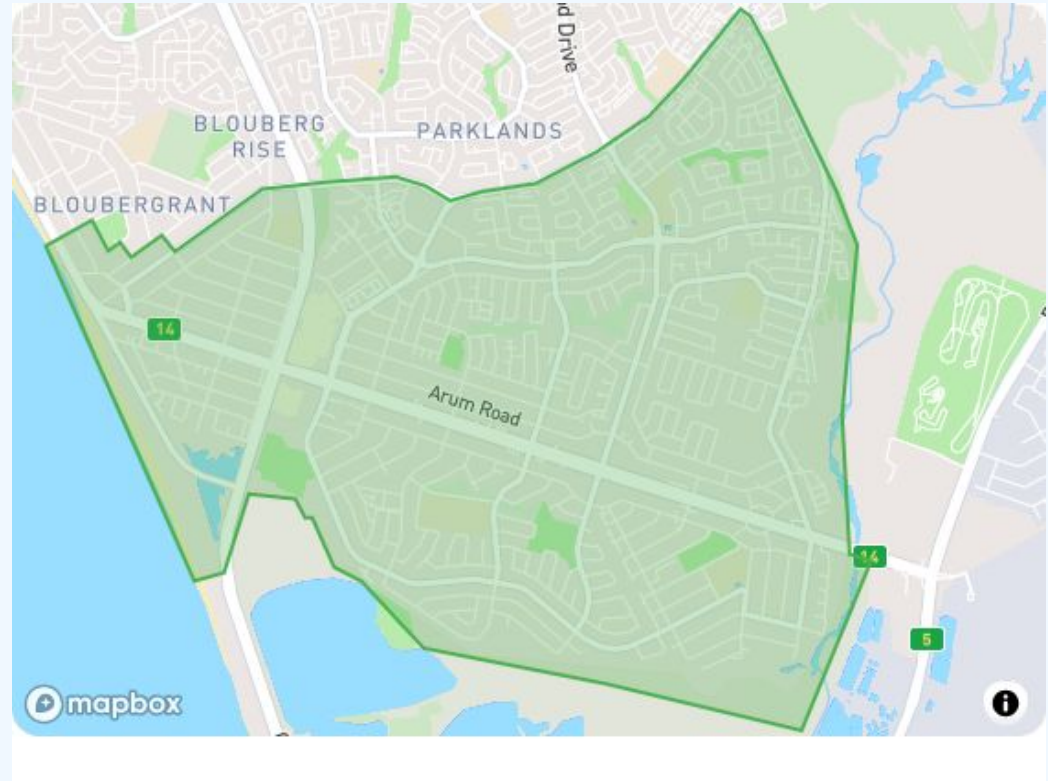 d Drive
BLOUBERG
RISE
PARKLANDS
BLOUBERGRANT
14
Arum Road
14
5
mapbox
i